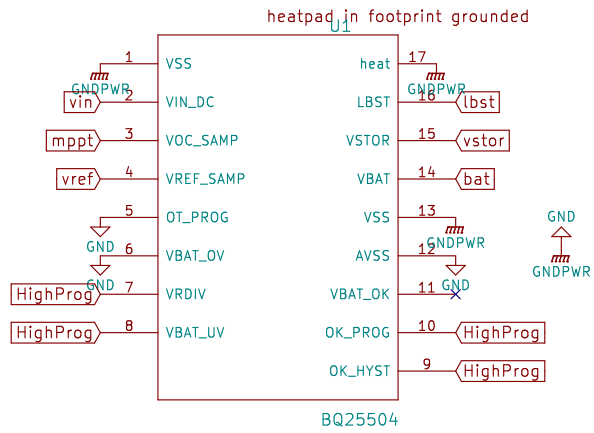 heatpad in footprint grounded
U1
1 VSS heat 17
GNDPWR GNDPWR
vin 2 VIN_DC LBST 16 lbst
mppt 3 VOC_SAMP VSTOR 15 vstor
vref 4 VREF_SAMP VBAT 14 bat
5 OT_PROG VSS 13 GND
GND GNDPWR
6 VBAT_OV AVSS 12 GNDPWR
GND GND
HighProg 7 VRDIV VBAT_OK 11
HighProg 8 VBAT_UV OK_PROG 10 HighProg
OK_HYST 9 HighProg
BQ25504